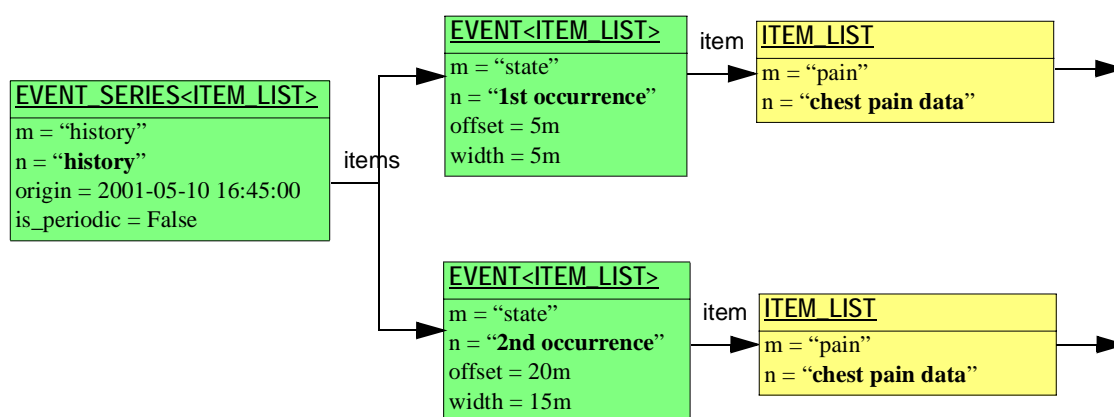 EVENT_SERIES<ITEM_LIST>
m = “history”
n = “history”
origin = 2001-05-10 16:45:00
is_periodic = False
items
EVENT<ITEM_LIST>
m = “state”
n = “1st occurrence”
offset = 5m
width = 5m
item
ITEM_LIST
m = “pain”
n = “chest pain data”
EVENT<ITEM_LIST>
m = “state”
n = “2nd occurrence”
offset = 20m
width = 15m
item
ITEM_LIST
m = “pain”
n = “chest pain data”